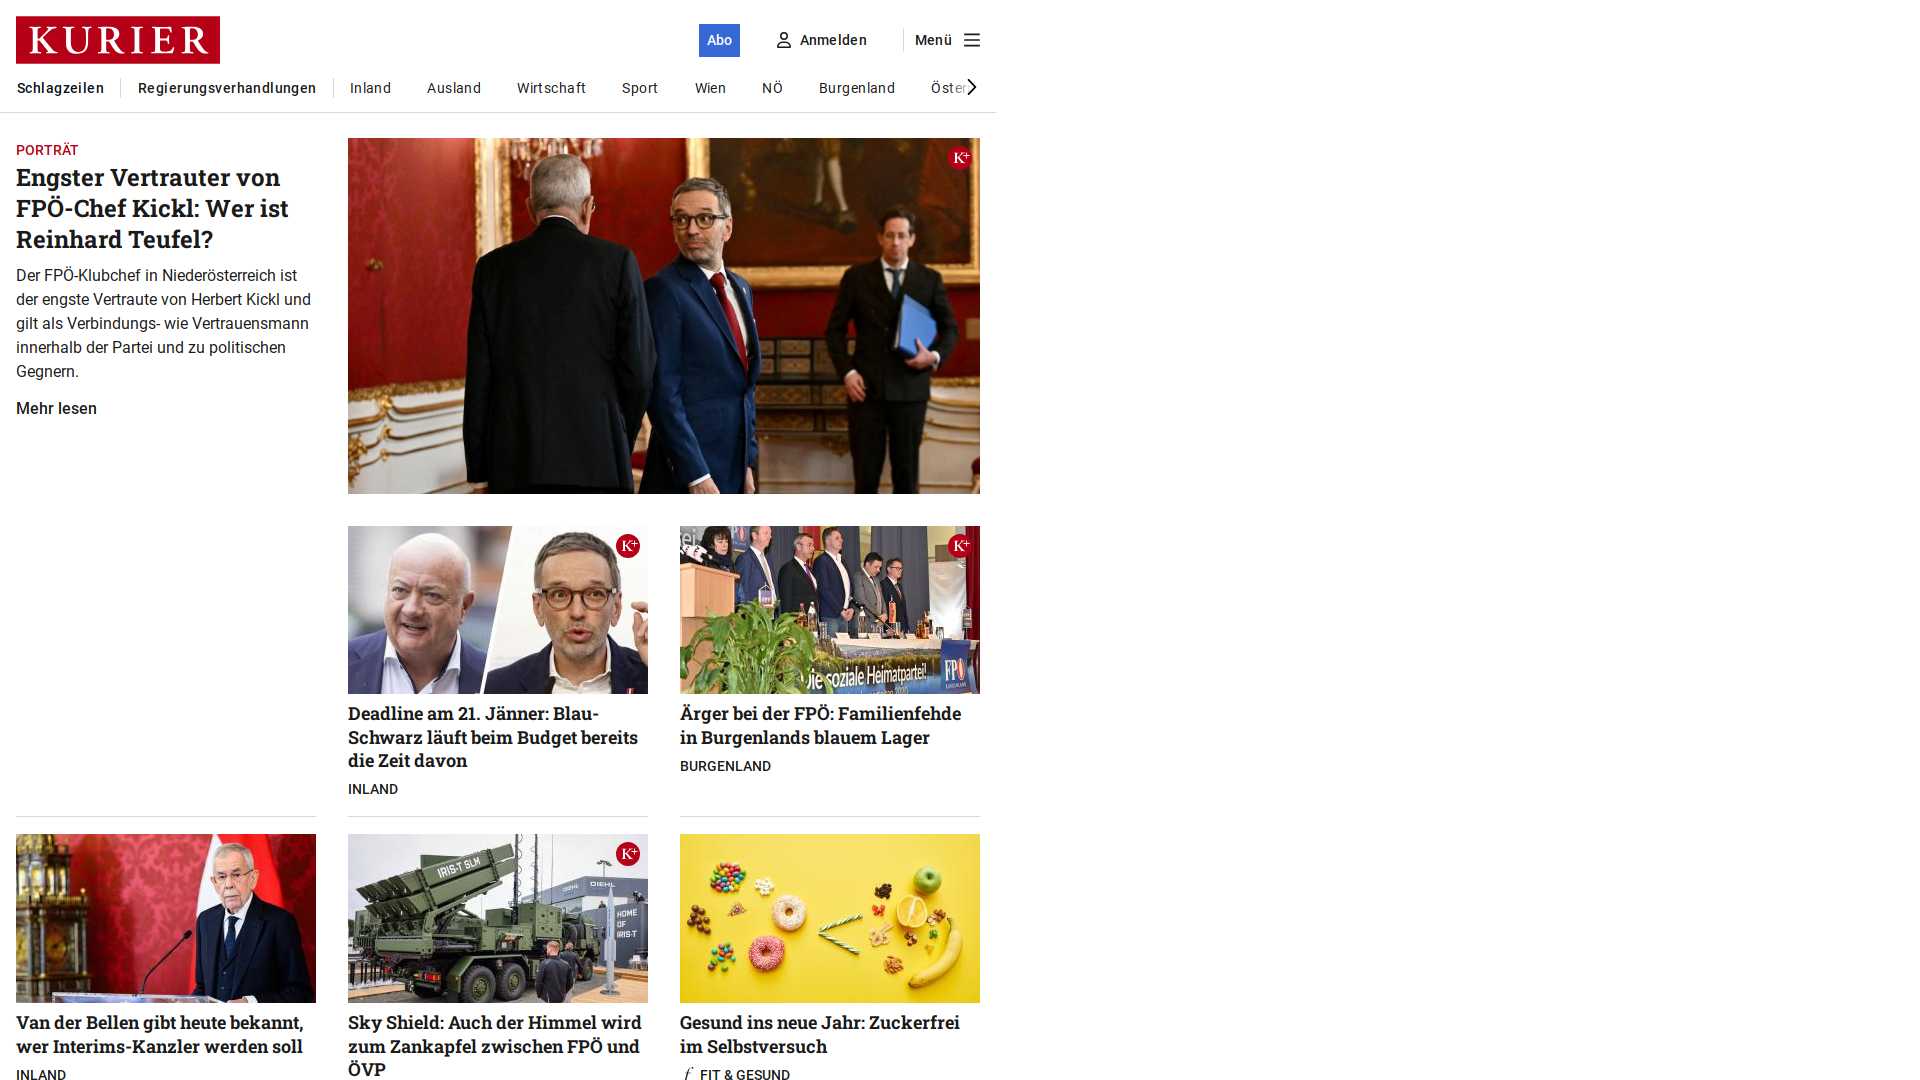 KURIER
Abo
Anmelden
Menü
Schlagzeilen
Regierungsverhandlungen
Inland
Ausland
Wirtschaft
Sport
Wien
NÖ
Burgenland
Öster
PORTRÄT
Engster Vertrauter von
FPÖ-Chef Kickl: Wer ist
Reinhard Teufel?
Der FPÖ-Klubchef in Niederösterreich ist
der engste Vertraute von Herbert Kickl und
gilt als Verbindungs- wie Vertrauensmann
innerhalb der Partei und zu politischen
Gegnern.
Mehr lesen
K+
K+
Deadline am 21. Jänner: Blau-
Schwarz läuft beim Budget bereits
die Zeit davon
INLAND
K+
Die soziale Heimatpartei!
FPÖ
Ärger bei der FPÖ: Familienfehde
in Burgenlands blauem Lager
BURGENLAND
Van der Bellen gibt heute bekannt,
wer Interims-Kanzler werden soll
INLAND
K+
IRIS-T SLM
DIEHL
DIEHL
HOME
OF
IRIS-T
Sky Shield: Auch der Himmel wird
zum Zankapfel zwischen FPÖ und
ÖVP
Gesund ins neue Jahr: Zuckerfrei
im Selbstversuch
f FIT & GESUND